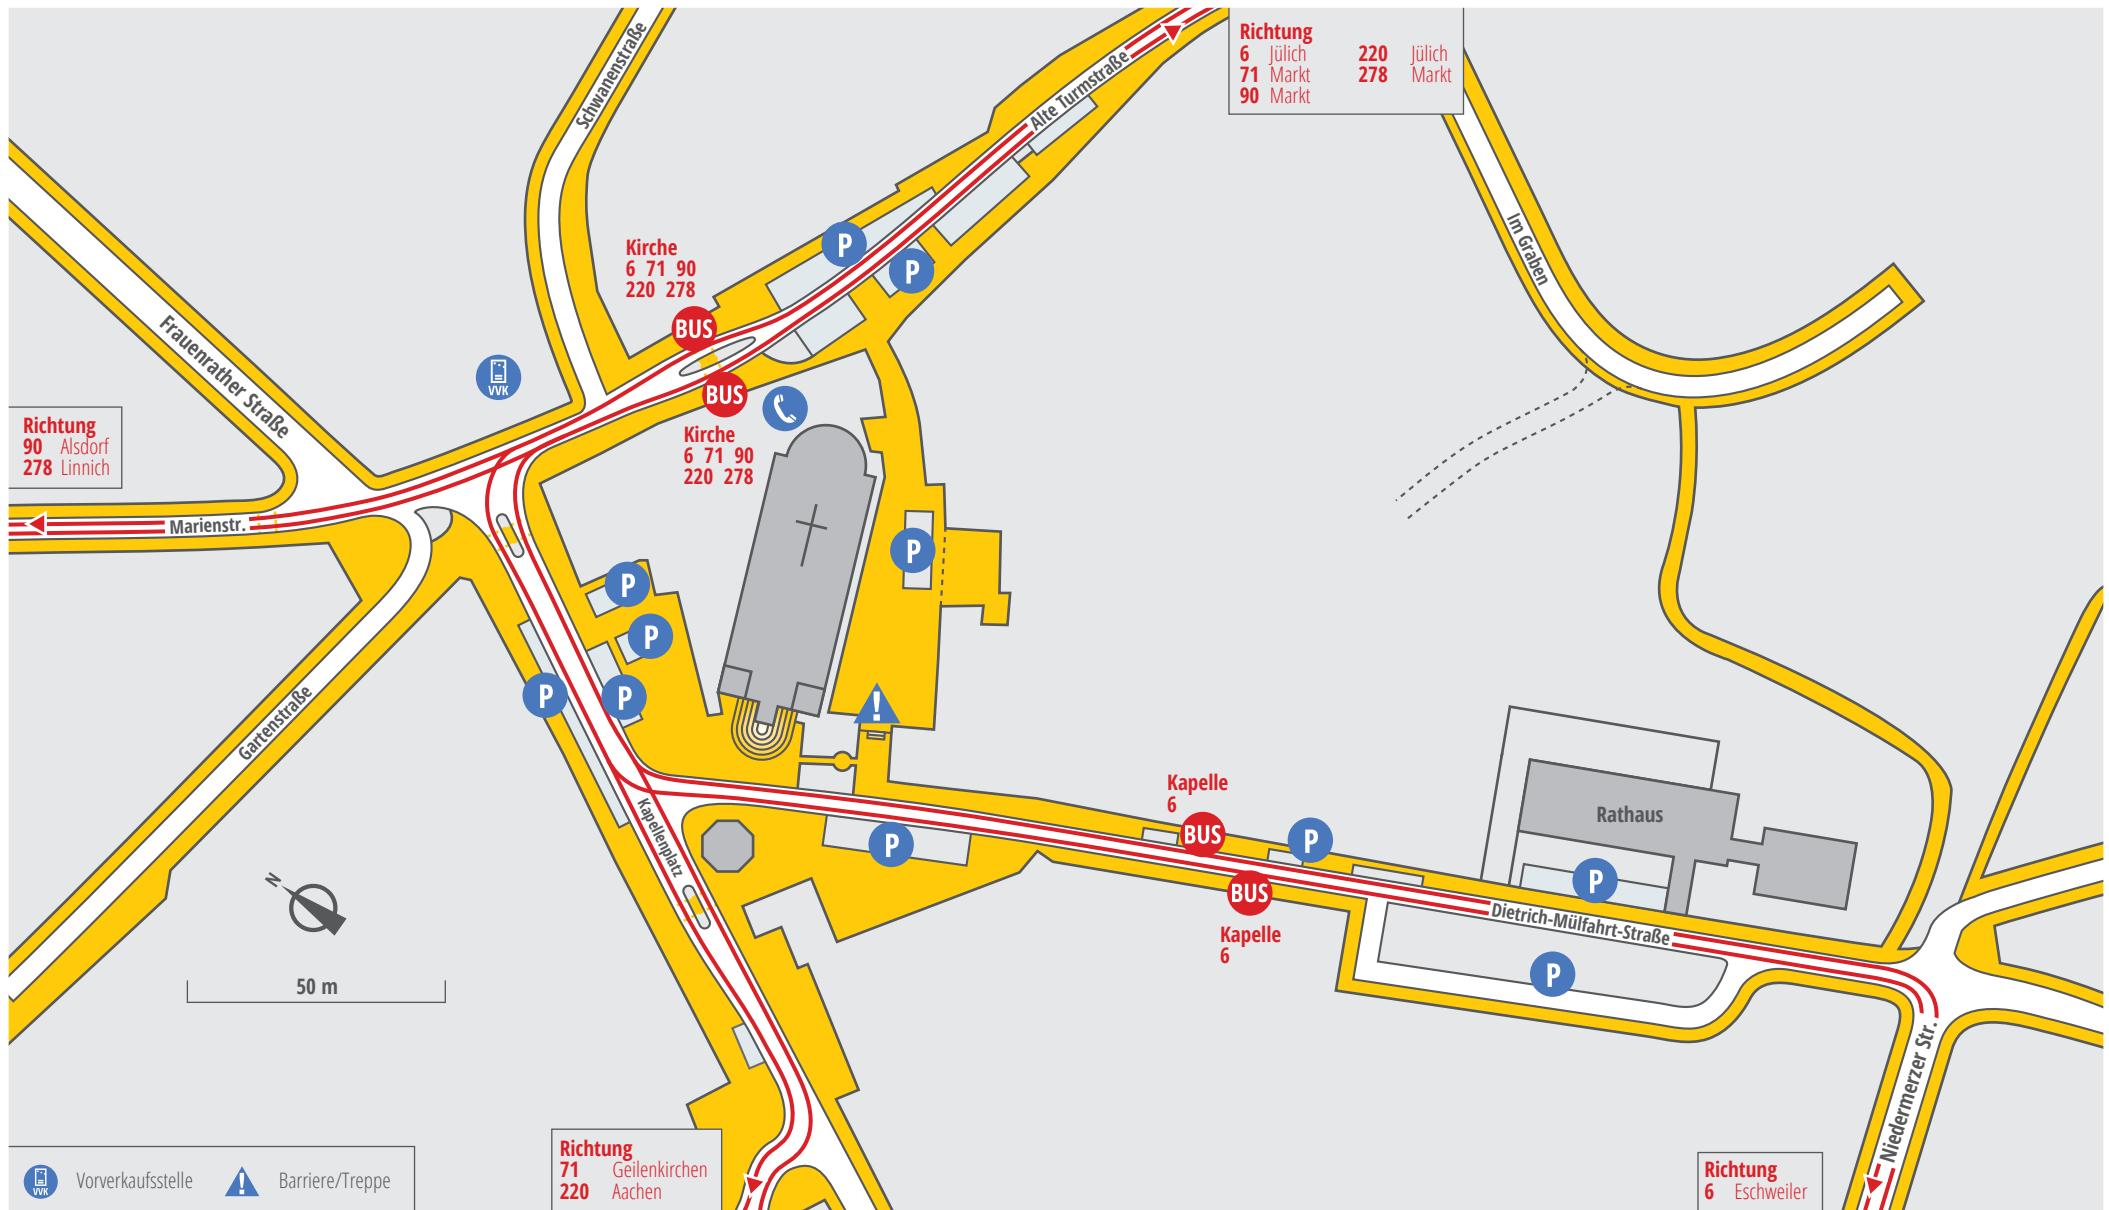 Richtung
6 Jülich 220 Jülich
71 Markt 278 Markt
90 Markt
Schwanenstraße
Alte Turmstraße
Im Graben
Kirche
6 71 90
220 278
P
P
BUS
BUS
VVK
Kirche
6 71 90
220 278
Frauenrather Straße
Richtung
90 Alsdorf
278 Linnich
Marienstr.
P
P
P
P
P
!
Gartenstraße
Kapellenplatz
Kapelle
6
BUS
P
P
BUS
Kapelle
6
Rathaus
P
Dietrich-Mülfahrt-Straße
P
N
50 m
Niedermerzer Str.
VVK Vorverkaufsstelle
! Barriere/Treppe
Richtung
71 Geilenkirchen
220 Aachen
Richtung
6 Eschweiler